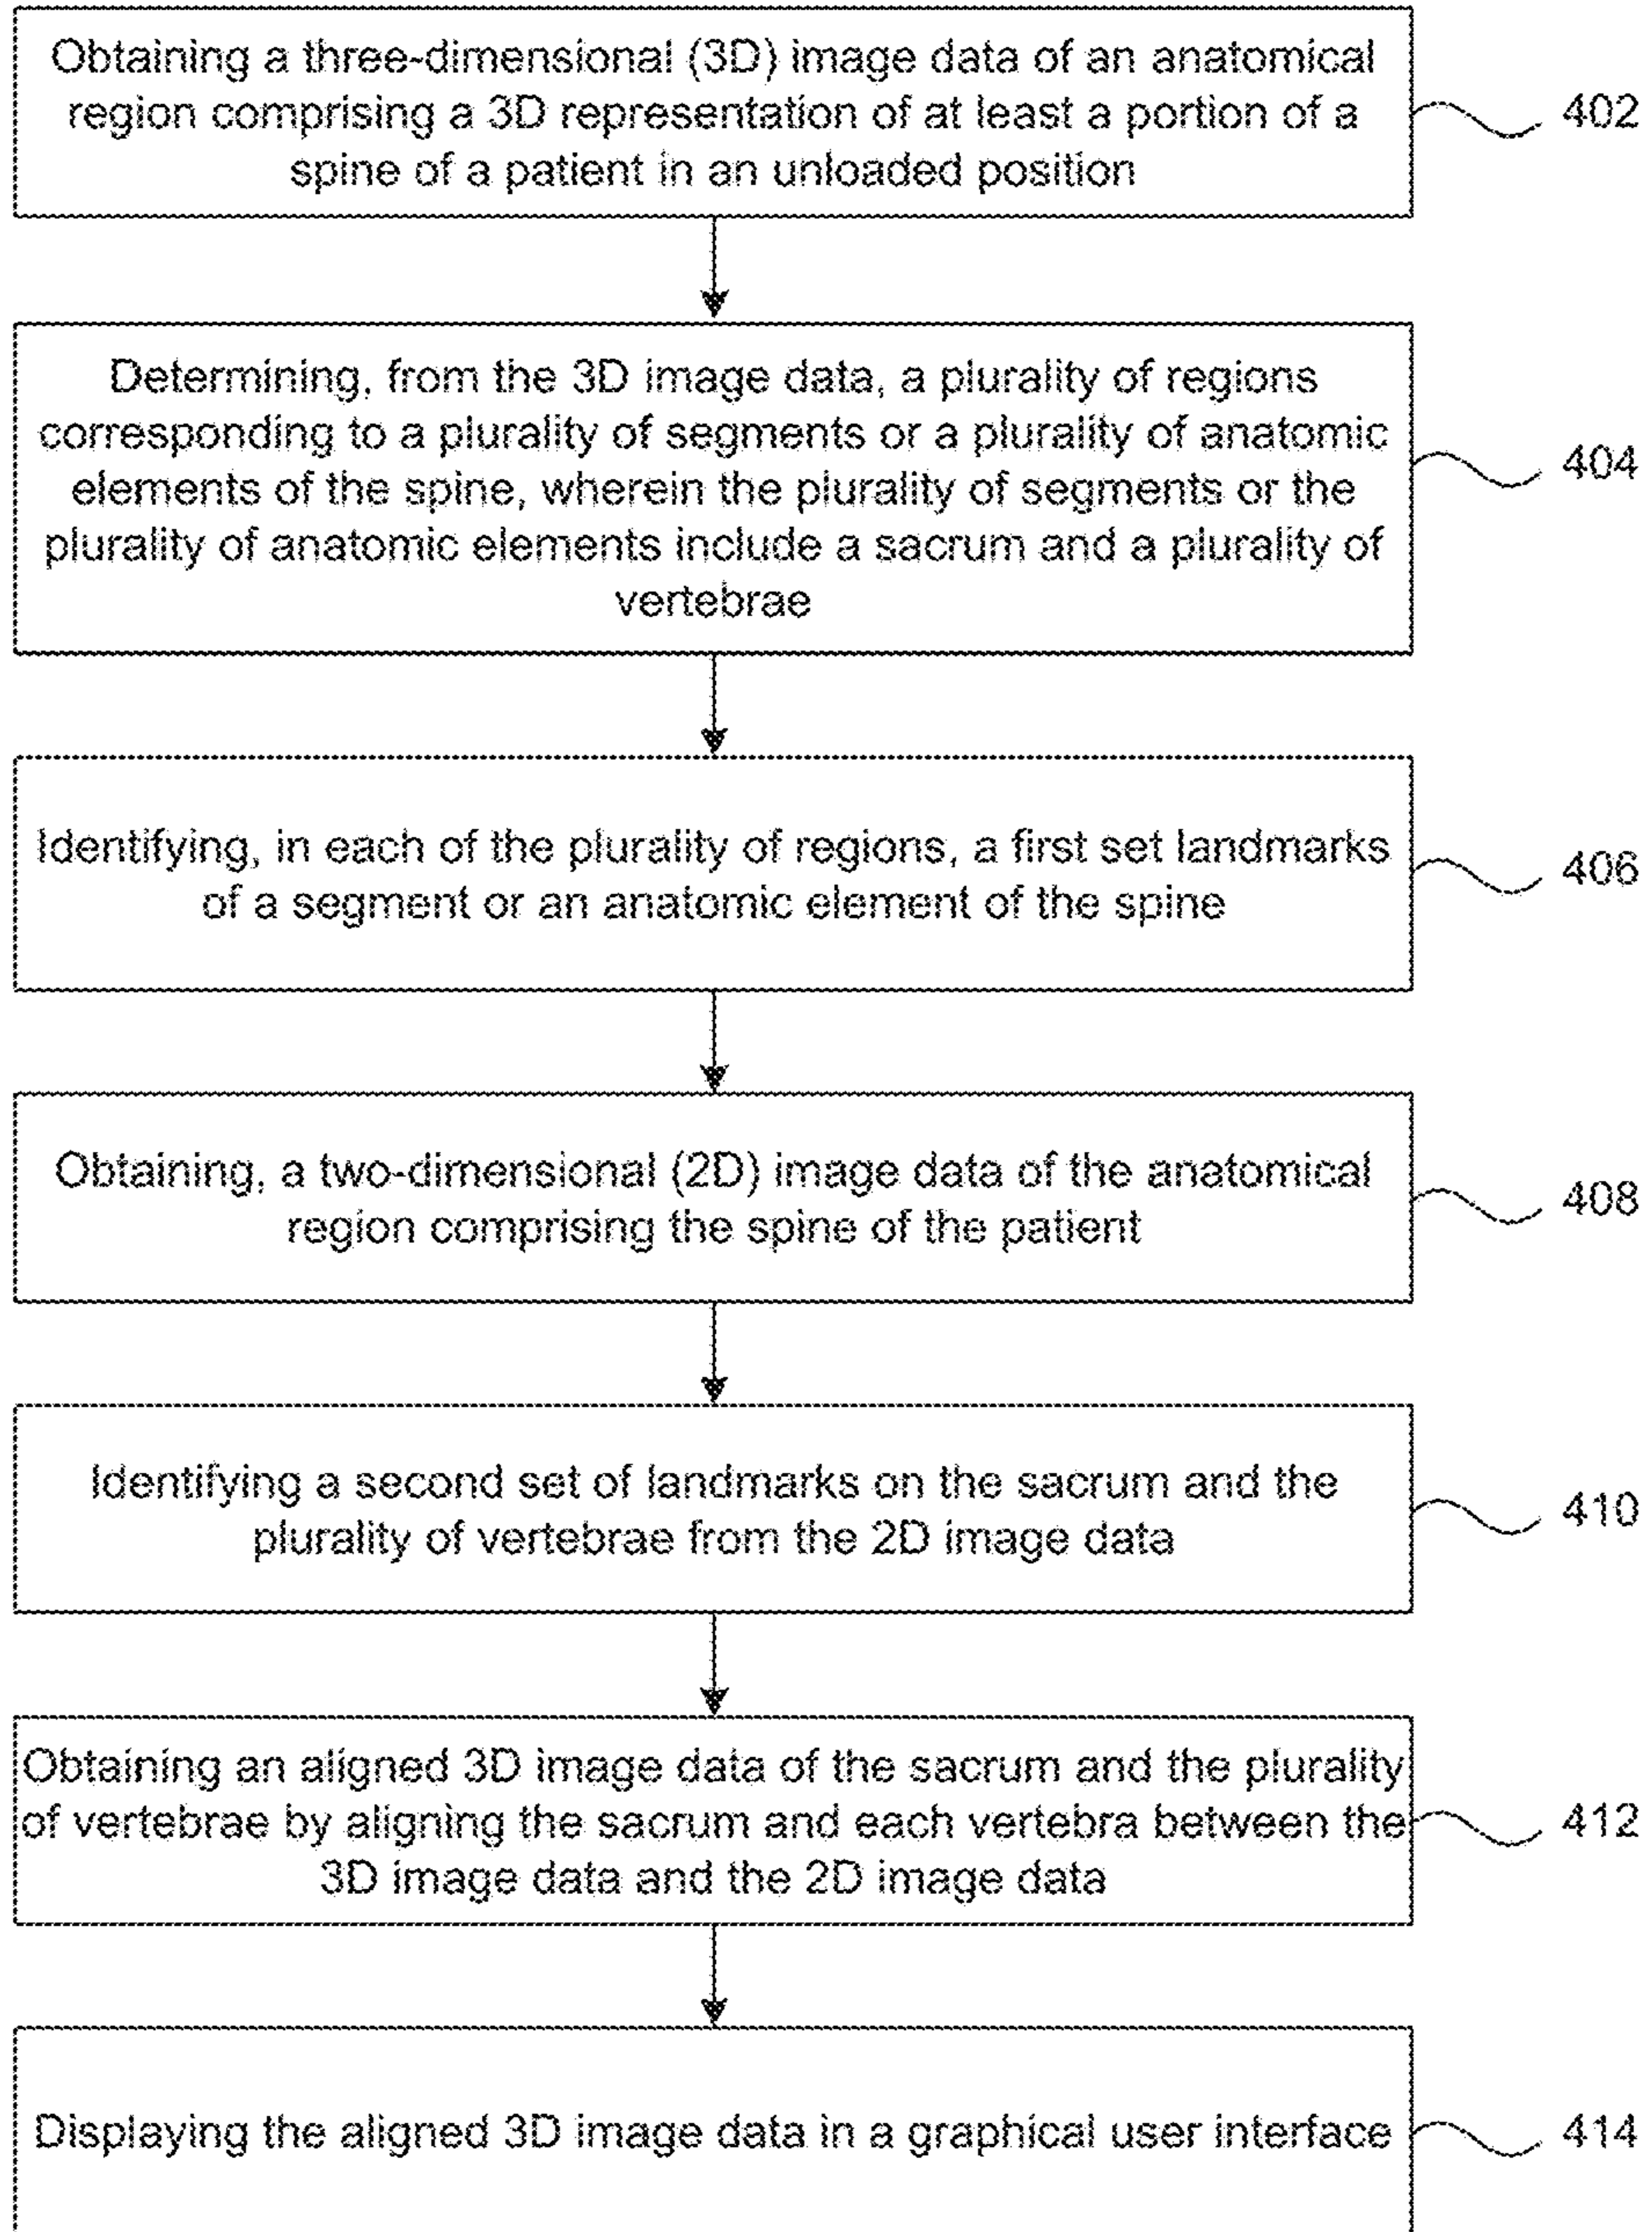 Obtaining a three-dimensional (3D) image data of an anatomical
region comprising a 3D representation of at least a portion of a
spine of a patient in an unloaded position
402
Determining, from the 3D image data, a plurality of regions
corresponding to a plurality of segments or a plurality of anatomic
elements of the spine, wherein the plurality of segments or the
plurality of anatomic elements include a sacrum and a plurality of
vertebrae
404
Identifying, in each of the plurality of regions, a first set landmarks
of a segment or an anatomic element of the spine
406
Obtaining, a two-dimensional (2D) image data of the anatomical
region comprising the spine of the patient
408
Identifying a second set of landmarks on the sacrum and the
plurality of vertebrae from the 2D image data
410
Obtaining an aligned 3D image data of the sacrum and the plurality
of vertebrae by aligning the sacrum and each vertebra between the
3D image data and the 2D image data
412
Displaying the aligned 3D image data in a graphical user interface
414